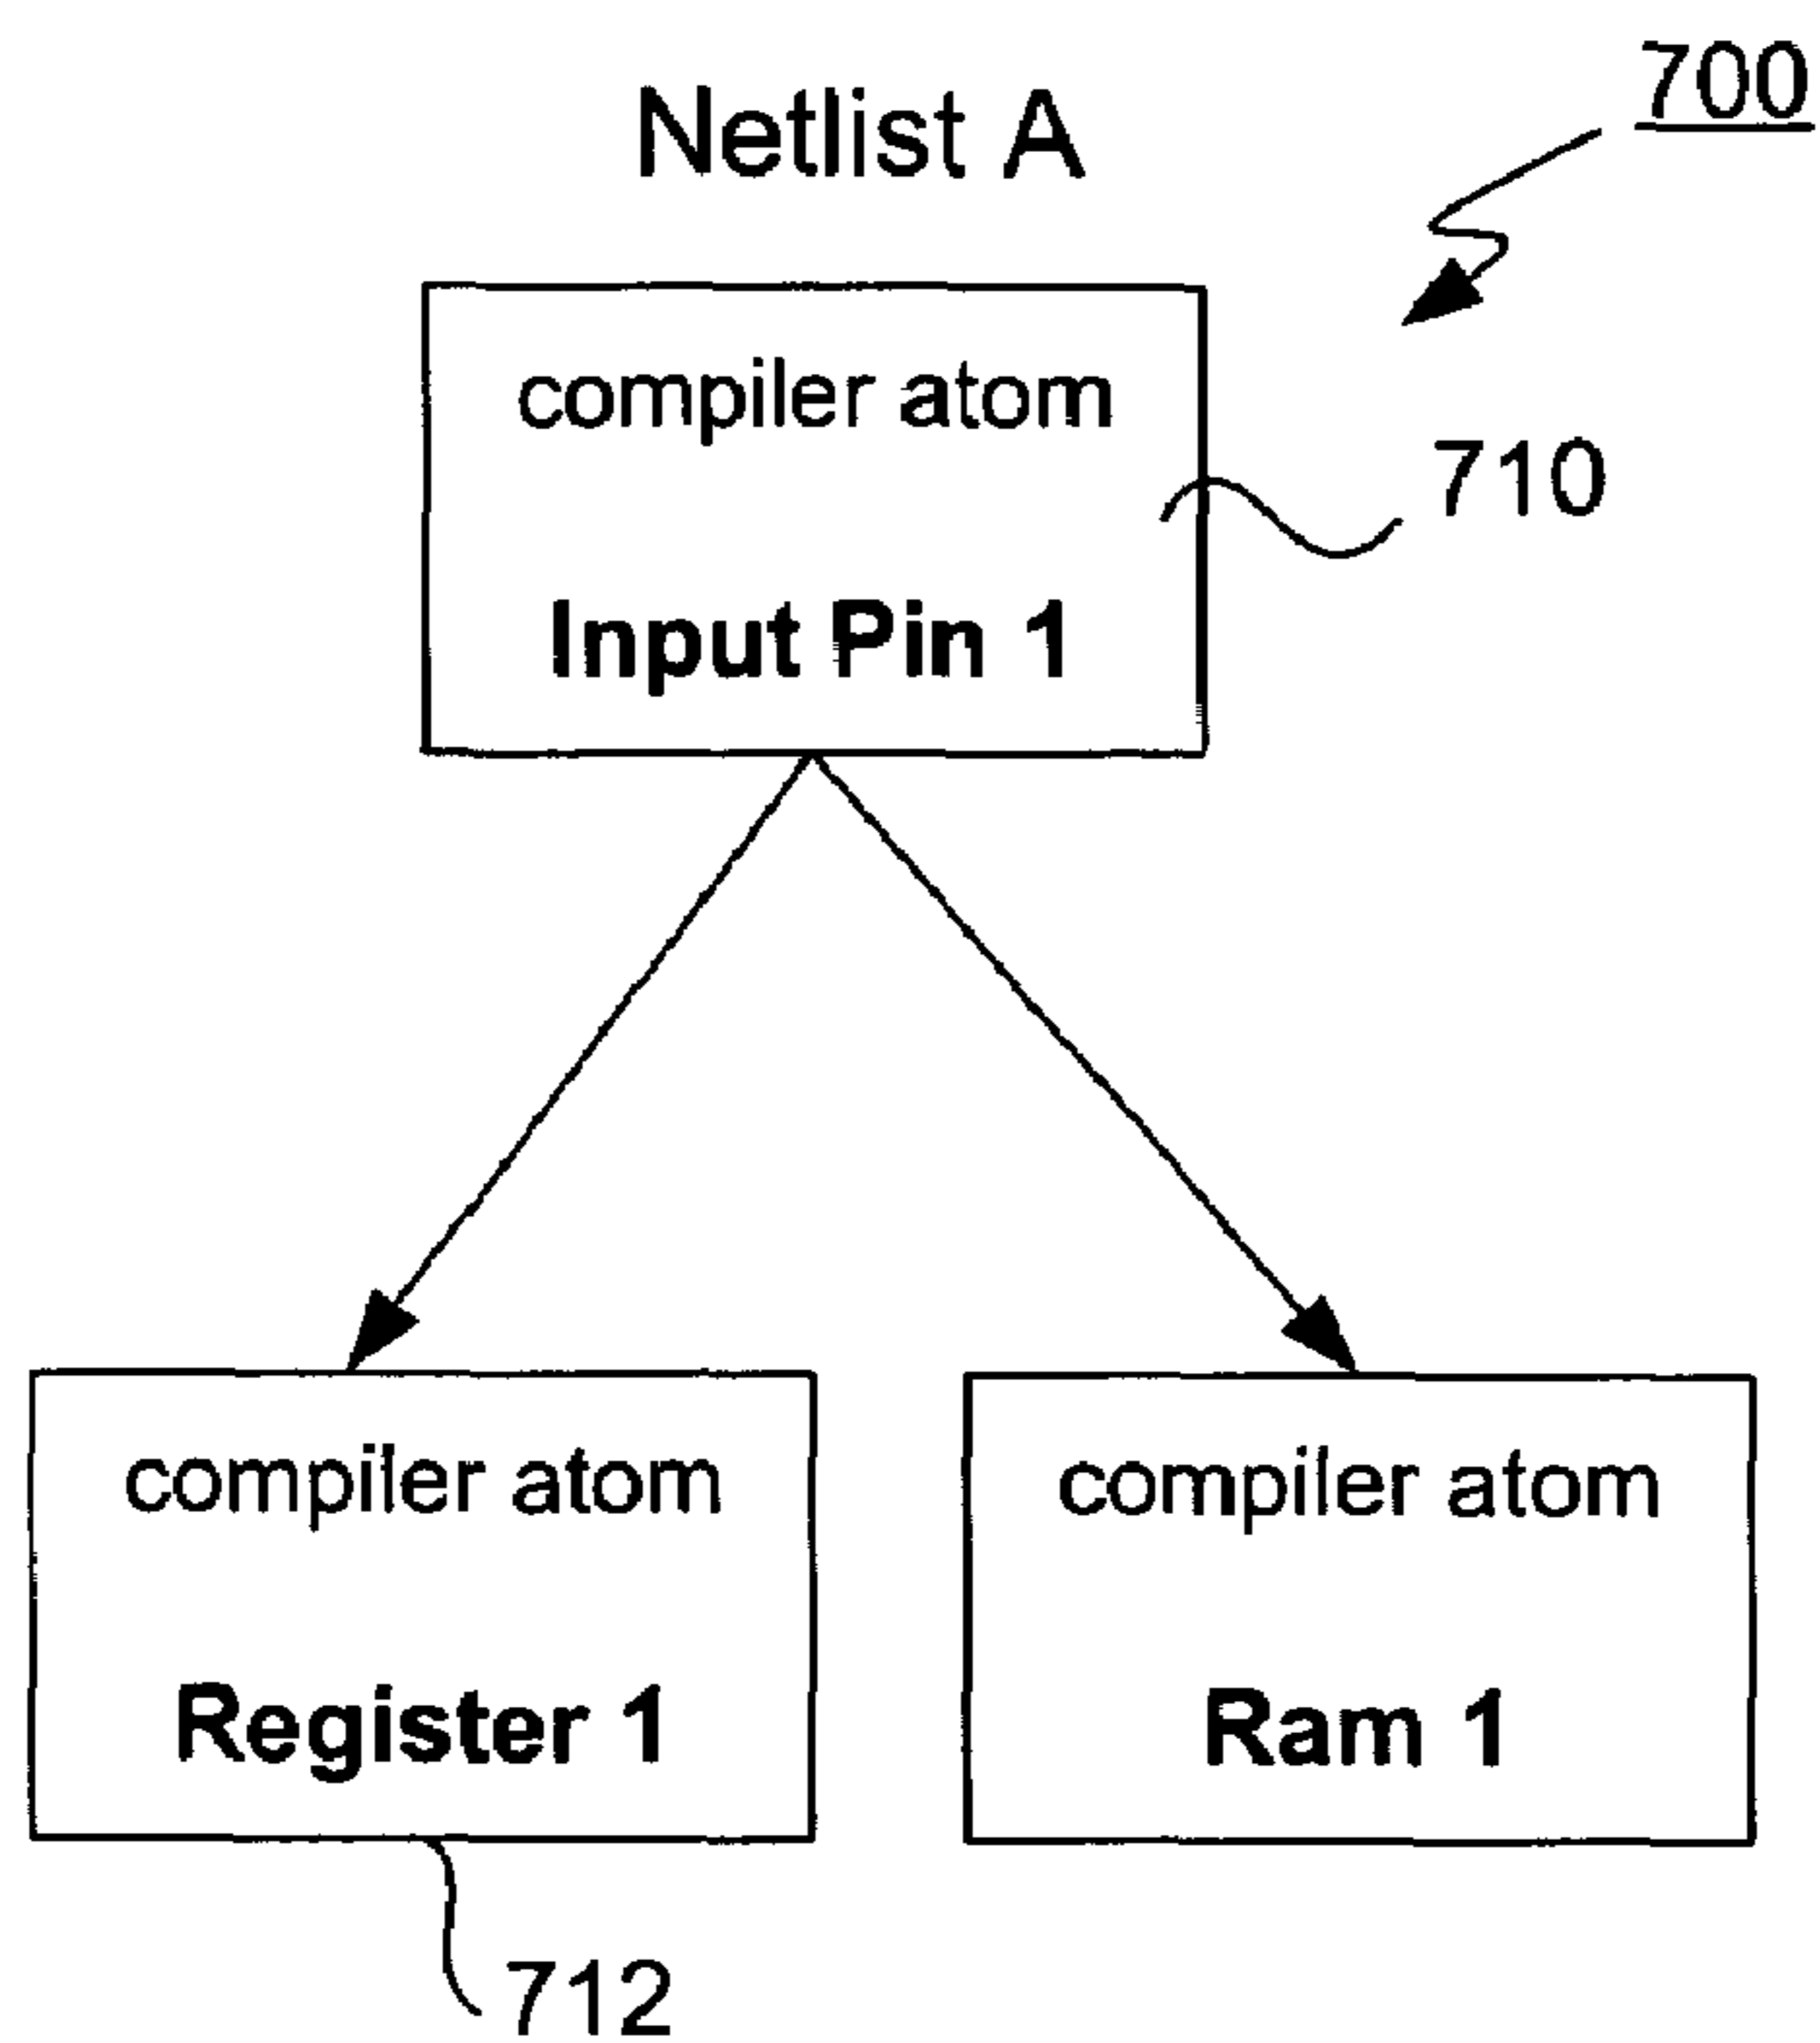 700
Netlist A
compiler atom
710
Input Pin 1
compiler atom
Register 1
compiler atom
Ram 1
712